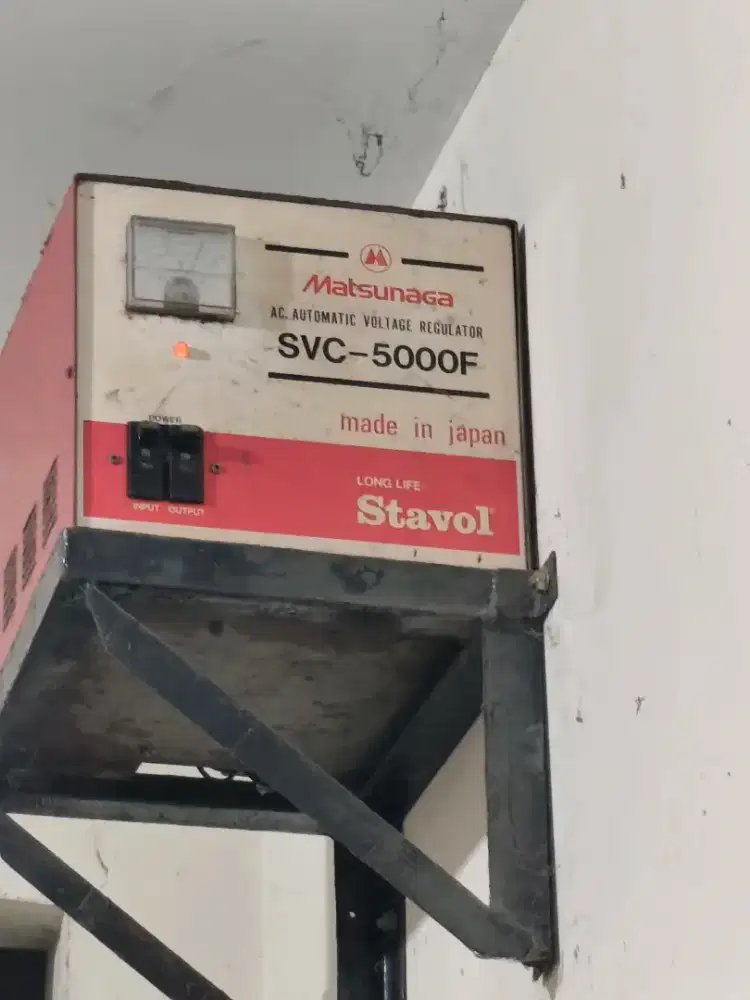 Matsunaga
AC. AUTOMATIC VOLTAGE REGULATOR
SVC-5000F
made in japan
POWER
LONG LIFE
Stavol
INPUT OUTPUT